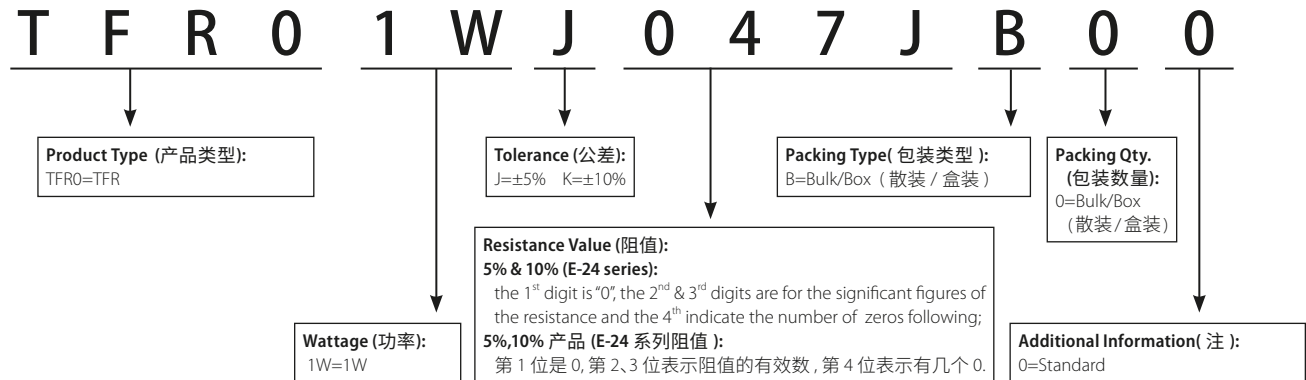 T F R 0 1 W J 0 4 7 J B 0 0
Product Type (产品类型):
TFR0=TFR
Tolerance (公差):
J=±5% K=±10%
Packing Type( 包装类型 ):
B=Bulk/Box ( 散装 / 盒装 )
Packing Qty.
(包装数量):
0=Bulk/Box
(散装/盒装)
Resistance Value (阻值):
5% & 10% (E-24 series):
the 1st digit is “0”, the 2nd & 3rd digits are for the significant figures of
the resistance and the 4th indicate the number of zeros following;
5%,10% 产品 (E-24 系列阻值 ):
第 1 位是 0, 第 2、3 位表示阻值的有效数 , 第 4 位表示有几个 0.
Wattage (功率):
1W=1W
Additional Information( 注 ):
0=Standard